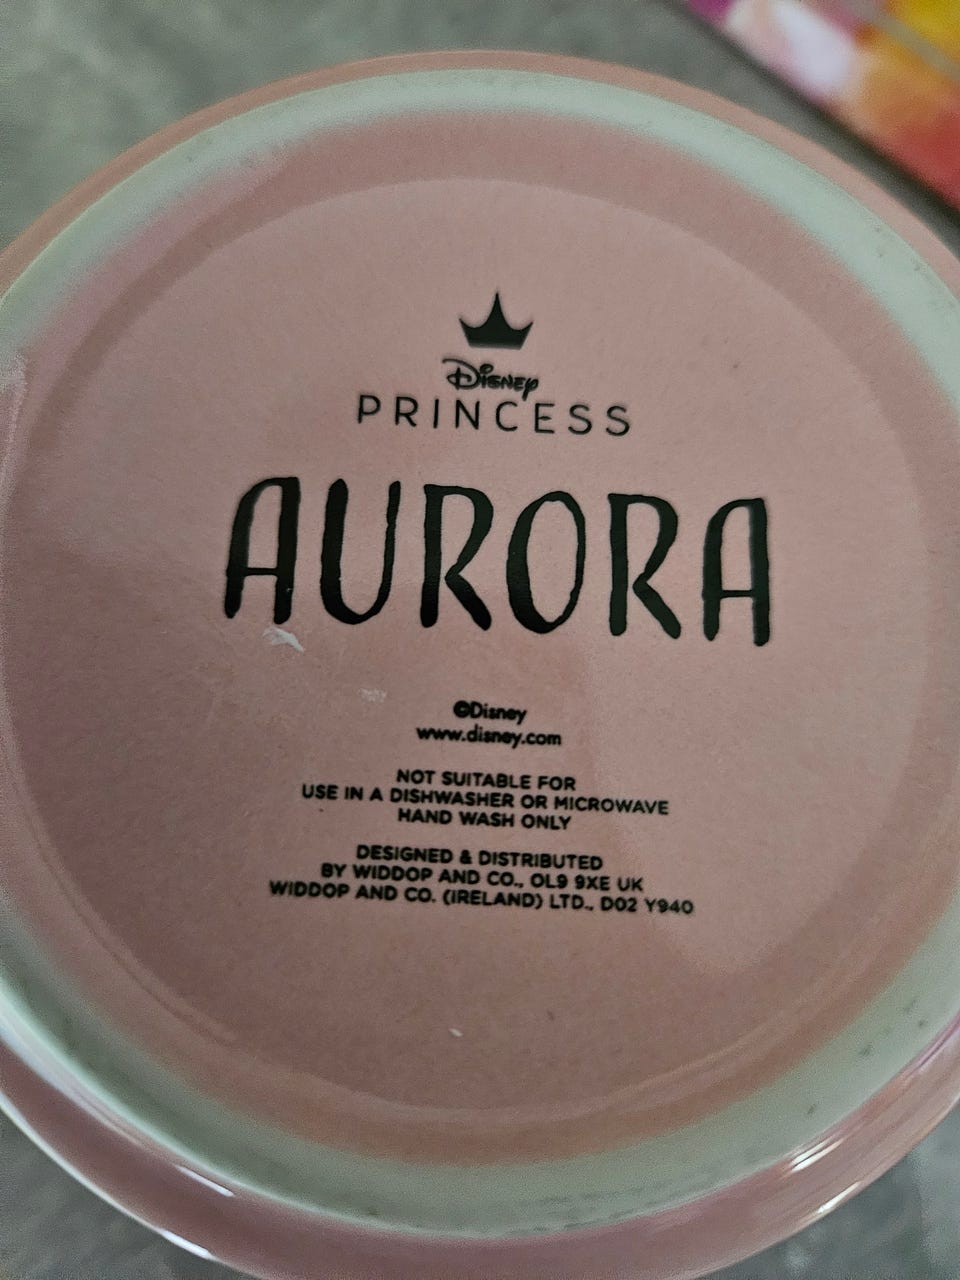 Disney
PRINCESS
AURORA
©Disney
www.disney.com
NOT SUITABLE FOR
USE IN A DISHWASHER OR MICROWAVE
HAND WASH ONLY
DESIGNED & DISTRIBUTED
BY WIDDOP AND CO., OL9 9XE UK
WIDDOP AND CO. (IRELAND) LTD., D02 Y940